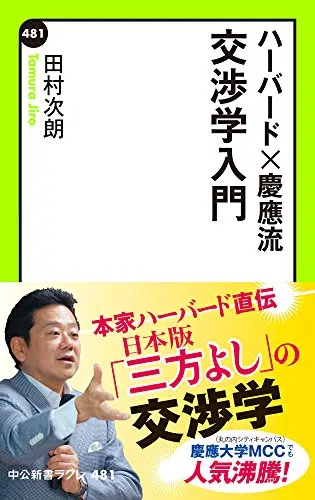 481
田村次朗
Tamura Jiro
ハーバード×慶應流
交渉学入門
本家ハーバード直伝
日本版
「三方よし」の
交渉学
(丸の内シティキャンパス)
慶應大学MCCでも
人気沸騰!
中公新書ラクレ 481